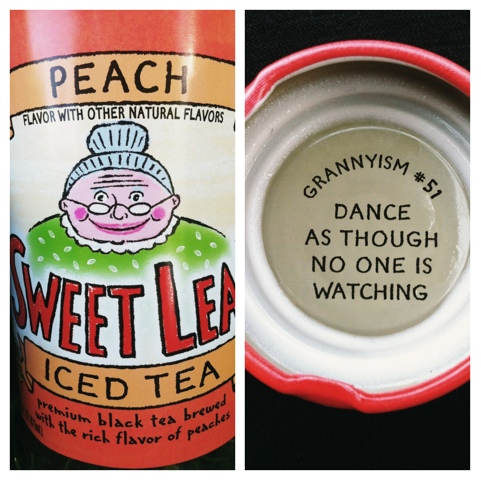 PEACH
FLAVOR WITH OTHER NATURAL FLAVORS
SWEET LEA
ICED TEA
premium black tea brewed
with the rich flavor of peaches
GRANNYISM #51
DANCE
AS THOUGH
NO ONE IS
WATCHING